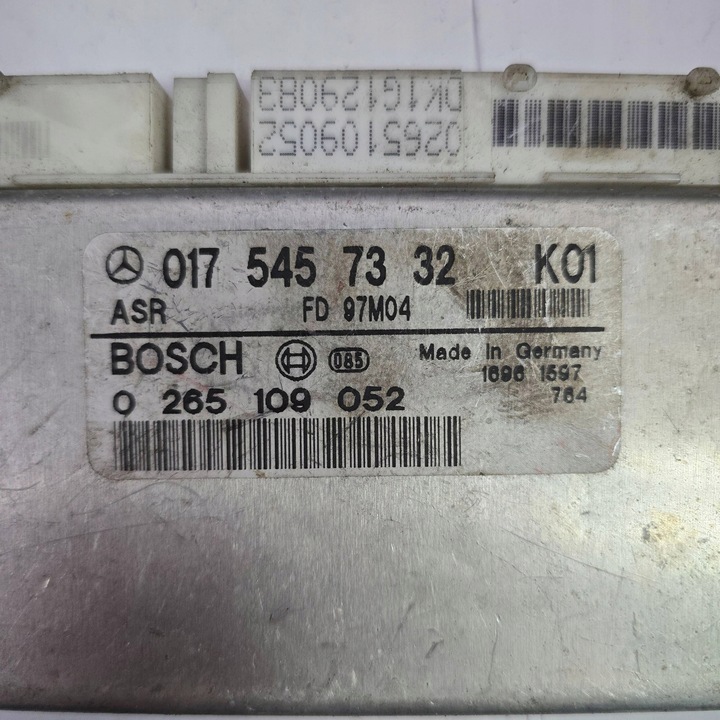 DK1G129083
0265109052
017 545 73 32 K01
ASR FD 97M04
BOSCH 085 Made in Germany
0 265 109 052 1696 1597
764